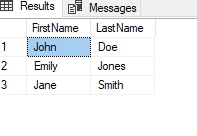 Results Messages
FirstName LastName
1 John Doe
2 Emily Jones
3 Jane Smith